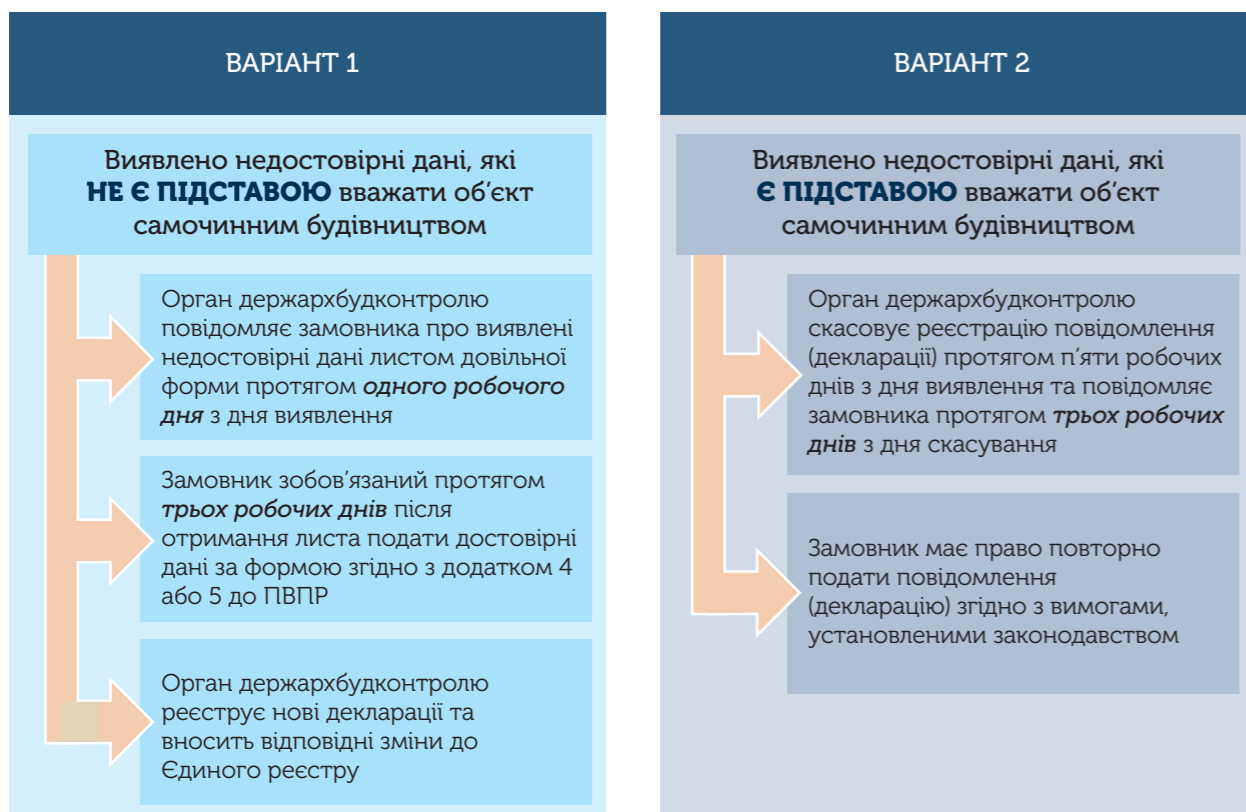 ВАРІАНТ 1
Виявлено недостовірні дані, які
НЕ Є ПІДСТАВОЮ вважати об’єкт
самочинним будівництвом
Орган держархбудконтролю
повідомляє замовника про виявлені
недостовірні дані листом довільної
форми протягом одного робочого
дня з дня виявлення
Замовник зобов’язаний протягом
трьох робочих днів після
отримання листа подати достовірні
дані за формою згідно з додатком 4
або 5 до ПВПР
Орган держархбудконтролю
реєструє нові декларації та
вносить відповідні зміни до
Єдиного реєстру
ВАРІАНТ 2
Виявлено недостовірні дані, які
Є ПІДСТАВОЮ вважати об’єкт
самочинним будівництвом
Орган держархбудконтролю
скасовує реєстрацію повідомлення
(декларації) протягом п’яти робочих
днів з дня виявлення та повідомляє
замовника протягом трьох робочих
днів з дня скасування
Замовник має право повторно
подати повідомлення
(декларацію) згідно з вимогами,
установленими законодавством